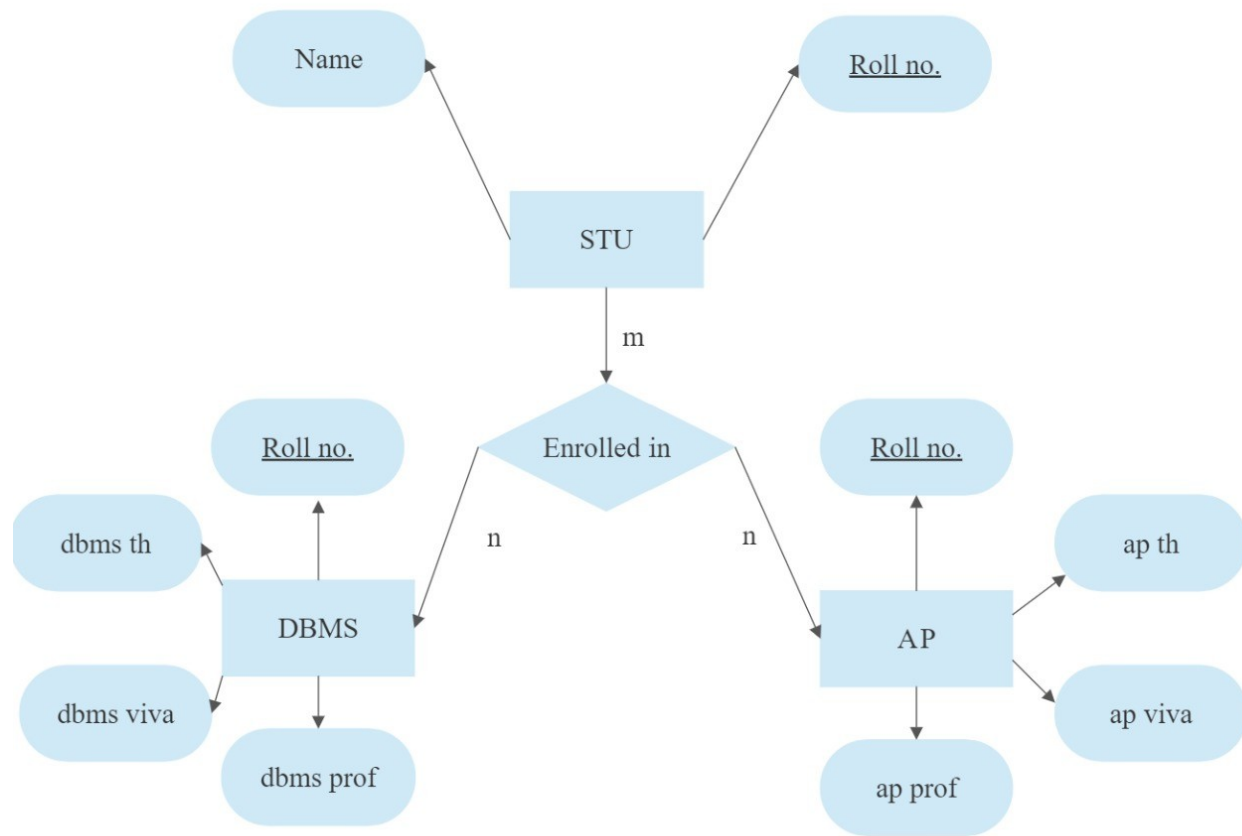 Name
Roll no.
STU
m
Enrolled in
Roll no.
Roll no.
n
n
dbms th
ap th
DBMS
AP
dbms viva
ap viva
dbms prof
ap prof